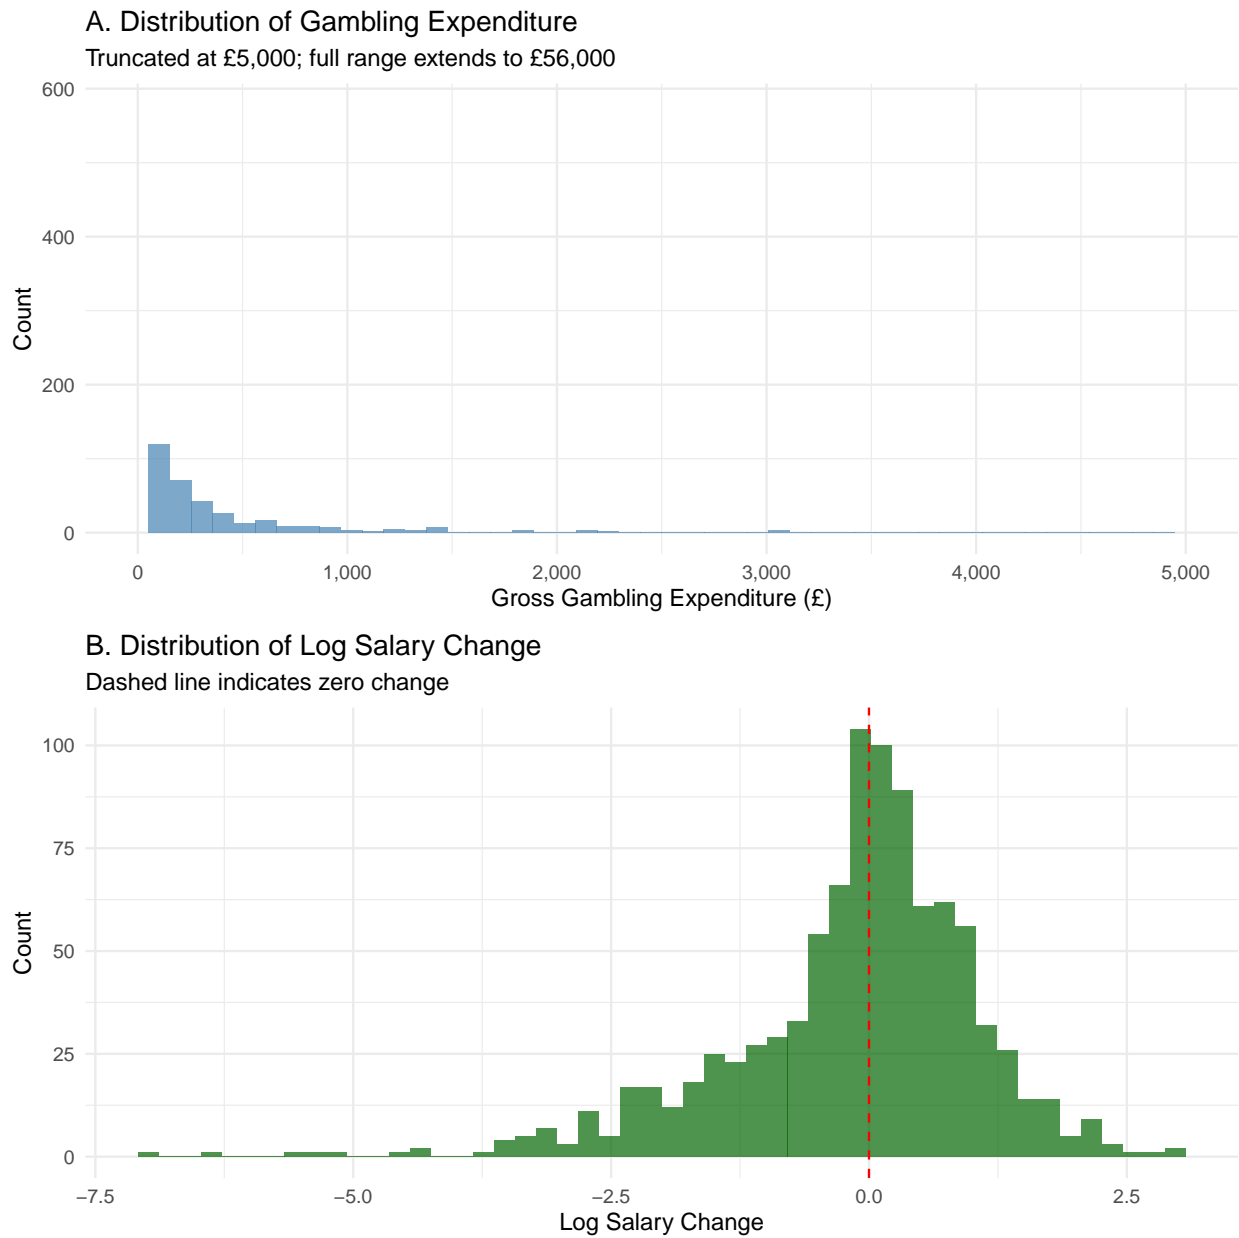 A. Distribution of Gambling Expenditure
Truncated at £5,000; full range extends to £56,000
600
400
200
0
Count
0 1,000 2,000 3,000 4,000 5,000
Gross Gambling Expenditure (£)
B. Distribution of Log Salary Change
Dashed line indicates zero change
100
75
50
25
0
Count
−7.5 −5.0 −2.5 0.0 2.5
Log Salary Change